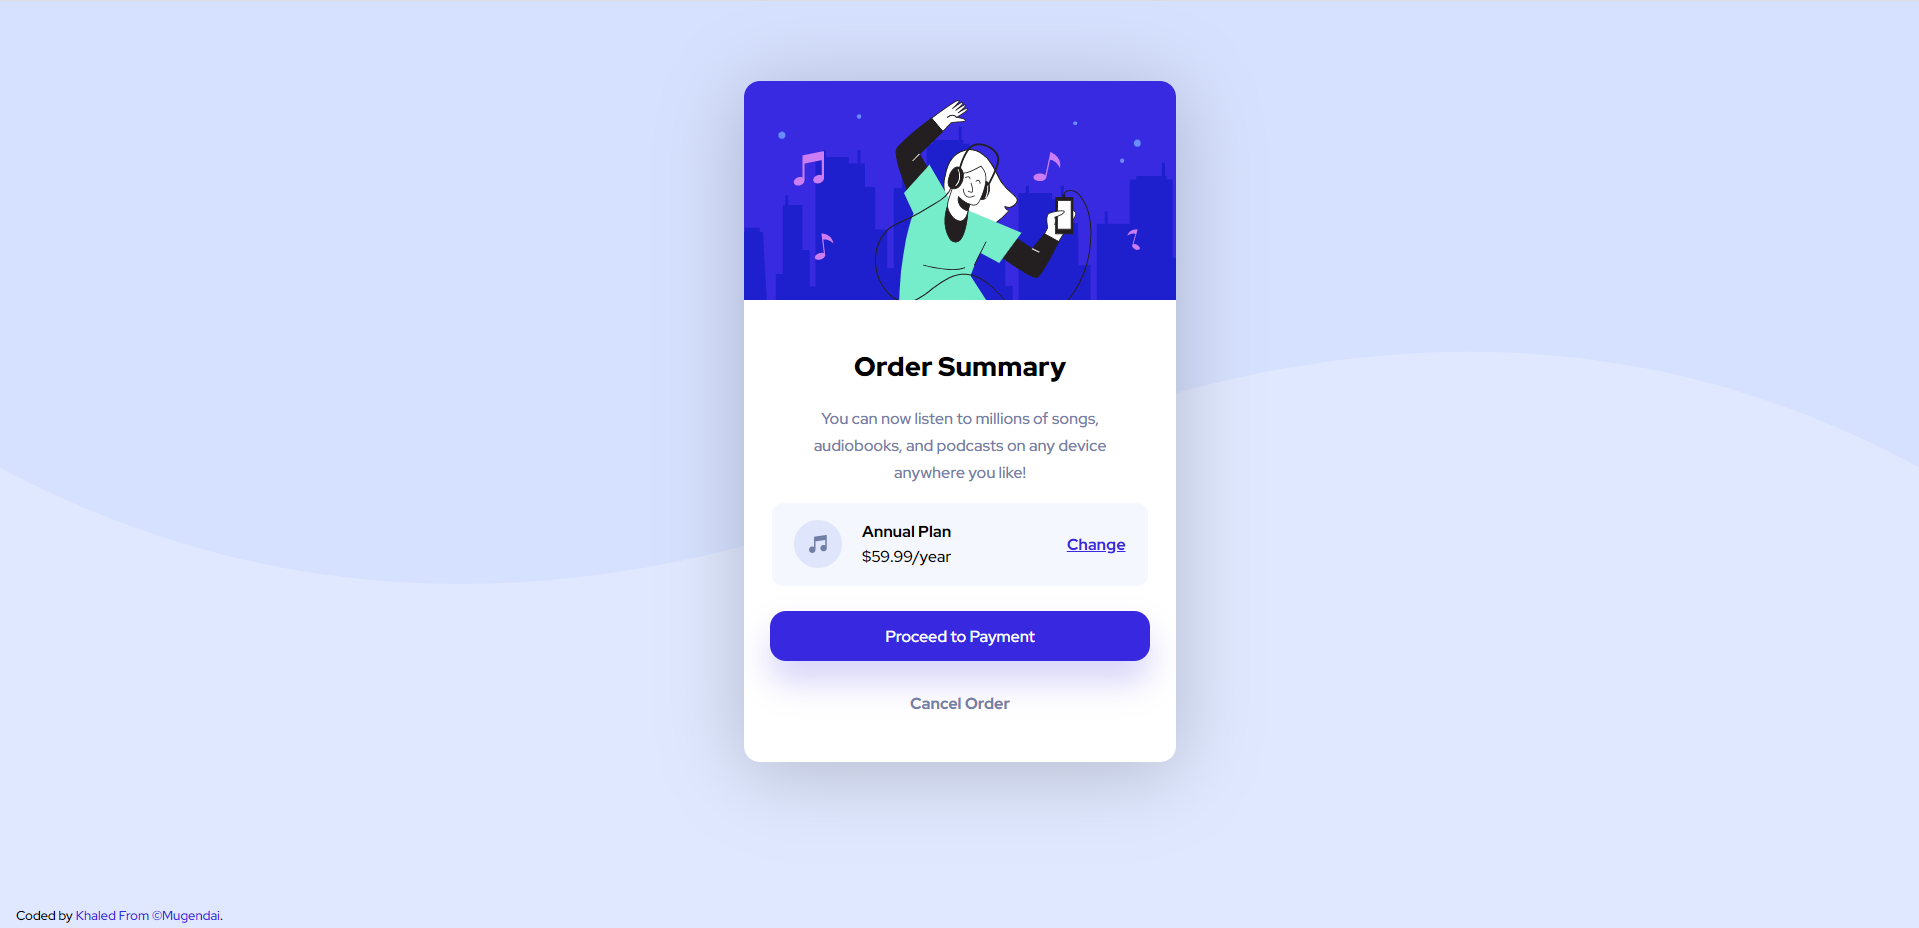 Order Summary
You can now listen to millions of songs,
audiobooks, and podcasts on any device
anywhere you like!
Annual Plan
$59.99/year
Change
Proceed to Payment
Cancel Order
Coded by Khaled From ©Mugendai.